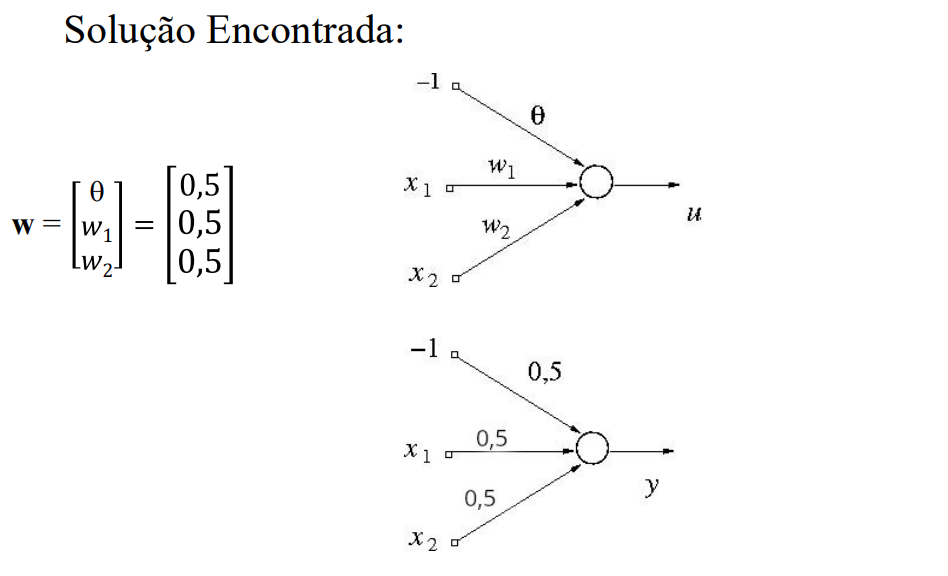 Solução Encontrada:
–1
θ
w = [θ w₁ w₂] = [0,5 0,5 0,5]
x₁
w₁
u
w₂
x₂
–1
0,5
x₁
0,5
y
0,5
x₂